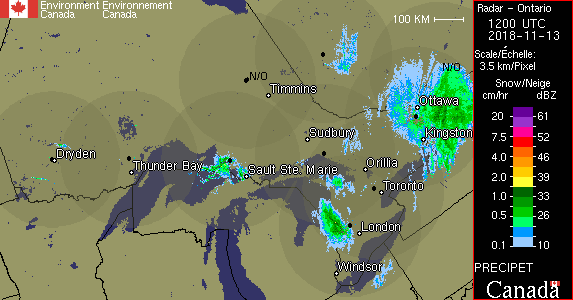 Environment Environnement
Canada Canada
100 KM
Radar - Ontario
1200 UTC
2018-11-13
Scale/Échelle:
3.5 km/Pixel
Snow/Neige
cm/hr dBZ
20 61
7.5 52
4.0 46
2.0 39
1.0 33
0.5 26
0.1 10
PRECIPET
Canada
N/O
N/O
Timmins
Ottawa
Sudbury
Kingston
Dryden
Thunder Bay
Sault Ste. Marie
Orillia
Toronto
London
Windsor